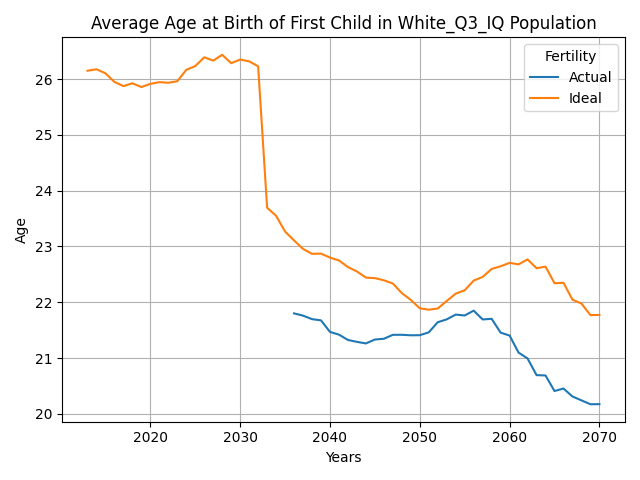 Average Age at Birth of First Child in White_Q3_IQ Population
Fertility
Actual
Ideal
Age
26
25
24
23
22
21
20
2020
2030
2040
2050
2060
2070
Years